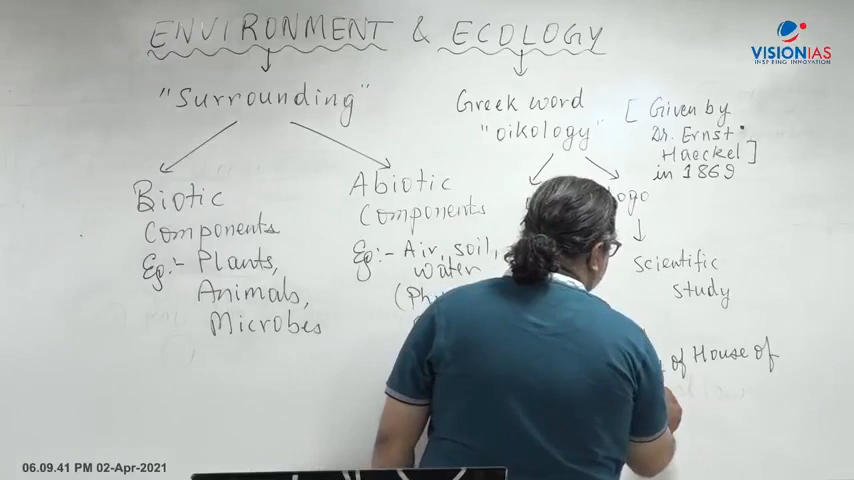 ENVIRONMENT & ECOLOGY
VISIONIAS
INSPIRING INNOVATION
"Surrounding"
Greek word
"oikology"
[ Given by
Dr. Ernst
Haeckel ]
in 1869
Biotic
Components
Eg:- Plants,
Animals,
Microbes
Abiotic
Components
Eg:- Air, soil,
water
(Ph
logo
Scientific
study
of House of
06.09.41 PM 02-Apr-2021